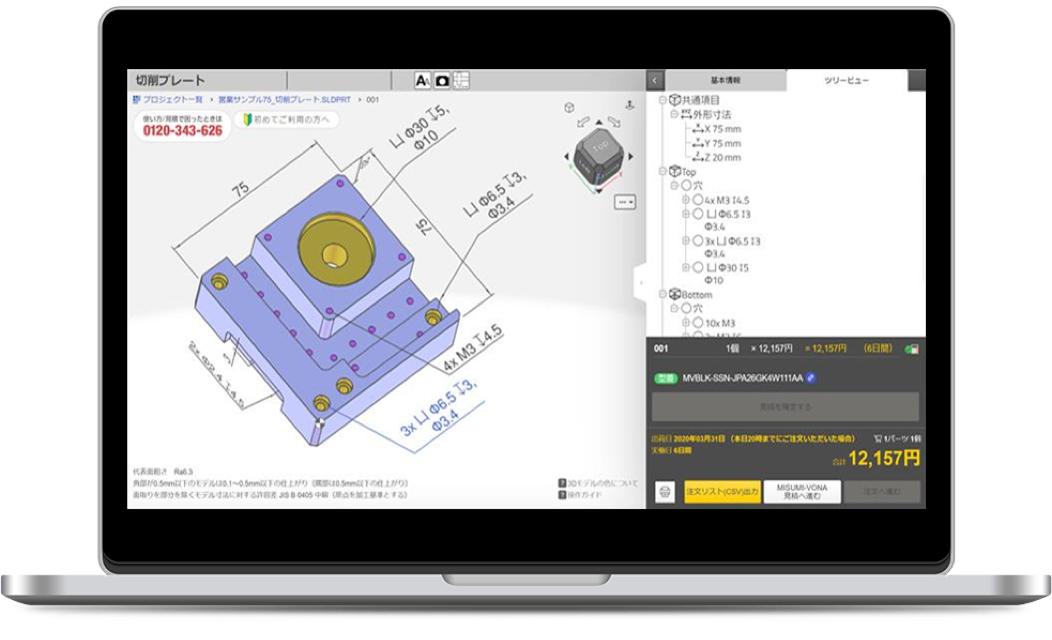 切削プレート
プロジェクト一覧 > 営業サンプル75_切削プレート.SLDPRT > 001
使い方/見積で困ったときは
0120-343-626
初めてご利用の方へ
75
⌴ Φ30 ↧5,
Φ10
⌴ Φ6.5 ↧3,
Φ3.4
75
4x M3 ↧4.5
2x Φ2.4 ↧4.5
3x ⌴ Φ6.5 ↧3,
Φ3.4
Top
代表面粗さ Ra6.3
角部が0.5mm以下のモデルは0.1〜0.5mm以下の仕上がり (隅部は0.5mm以下の仕上がり)
面取りを部分を除くモデル寸法に対する許容差 JIS B 0405 中級 (原点を加工基準とする)
3Dモデルの色について
操作ガイド
基本情報
ツリービュー
共通項目
外形寸法
X 75 mm
Y 75 mm
Z 20 mm
Top
穴
4x M3 ↧4.5
⌴ Φ6.5 ↧3
Φ3.4
3x ⌴ Φ6.5 ↧3
Φ3.4
⌴ Φ30 ↧5
Φ10
Bottom
穴
10x M3
001 1個 × 12,157円 = 12,157円 (6日間)
型番 MVBLK-SSN-JPA26GK4W111AA
見積を確定する
出荷日 2020年03月31日 (本日20時までにご注文いただいた場合) 1パーツ 1個
実働日 6日間
合計 12,157円
注文リスト(CSV)出力
MISUMI-VONA
見積へ進む
注文へ進む